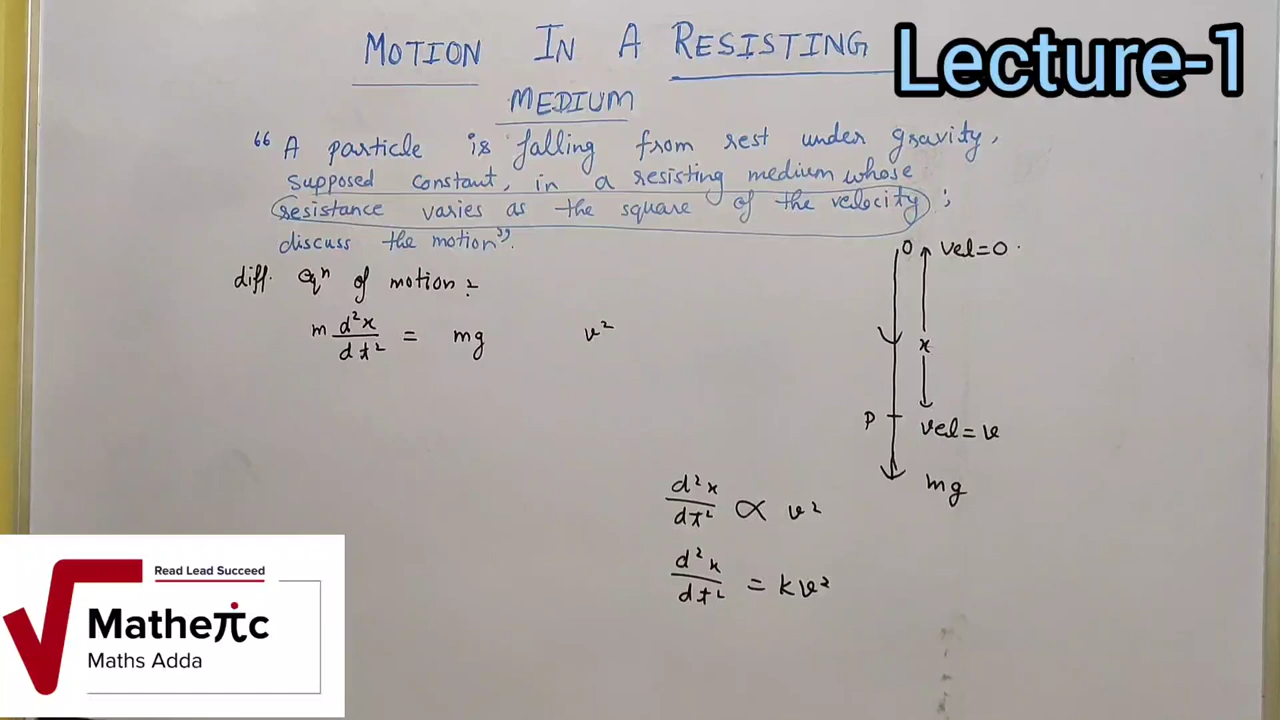 MOTION IN A RESISTING
MEDIUM
Lecture-1
“ A particle is falling from rest under gravity,
supposed constant, in a resisting medium whose
resistance varies as the square of the velocity ;
discuss the motion”.
diff. Eqⁿ of motion :
m d²x/dt² = mg v²
O vel=0
x
P vel=v
mg
d²x/dt² ∝ v²
d²x/dt² = kv²
Read Lead Succeed
Matheπc
Maths Adda